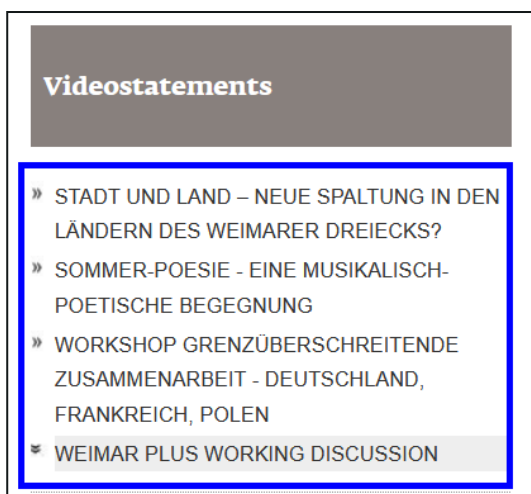 Videostatements
» STADT UND LAND – NEUE SPALTUNG IN DEN
LÄNDERN DES WEIMARER DREIECKS?
» SOMMER-POESIE - EINE MUSIKALISCH-
POETISCHE BEGEGNUNG
» WORKSHOP GRENZÜBERSCHREITENDE
ZUSAMMENARBEIT - DEUTSCHLAND,
FRANKREICH, POLEN
WEIMAR PLUS WORKING DISCUSSION